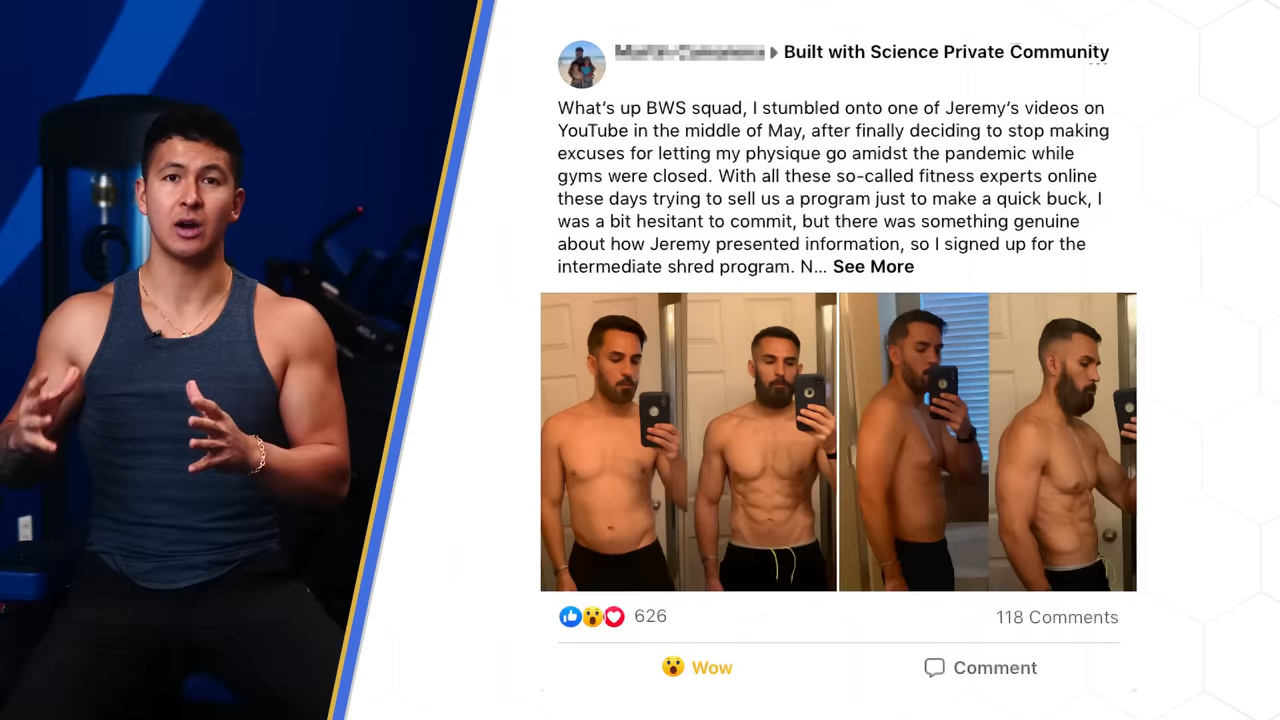 Built with Science Private Community
What's up BWS squad, I stumbled onto one of Jeremy's videos on
YouTube in the middle of May, after finally deciding to stop making
excuses for letting my physique go amidst the pandemic while
gyms were closed. With all these so-called fitness experts online
these days trying to sell us a program just to make a quick buck, I
was a bit hesitant to commit, but there was something genuine
about how Jeremy presented information, so I signed up for the
intermediate shred program. N... See More
626
118 Comments
Wow
Comment